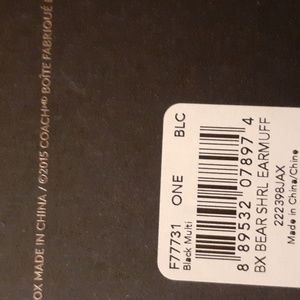 OX MADE IN CHINA / ©2015 COACH® BOÎTE FABRIQUÉ
F77731 ONE BLC
Black Multi
8 89532 07897 4
BX BEAR SHRL EARMUFF
222398JAX
Made in China/Chine